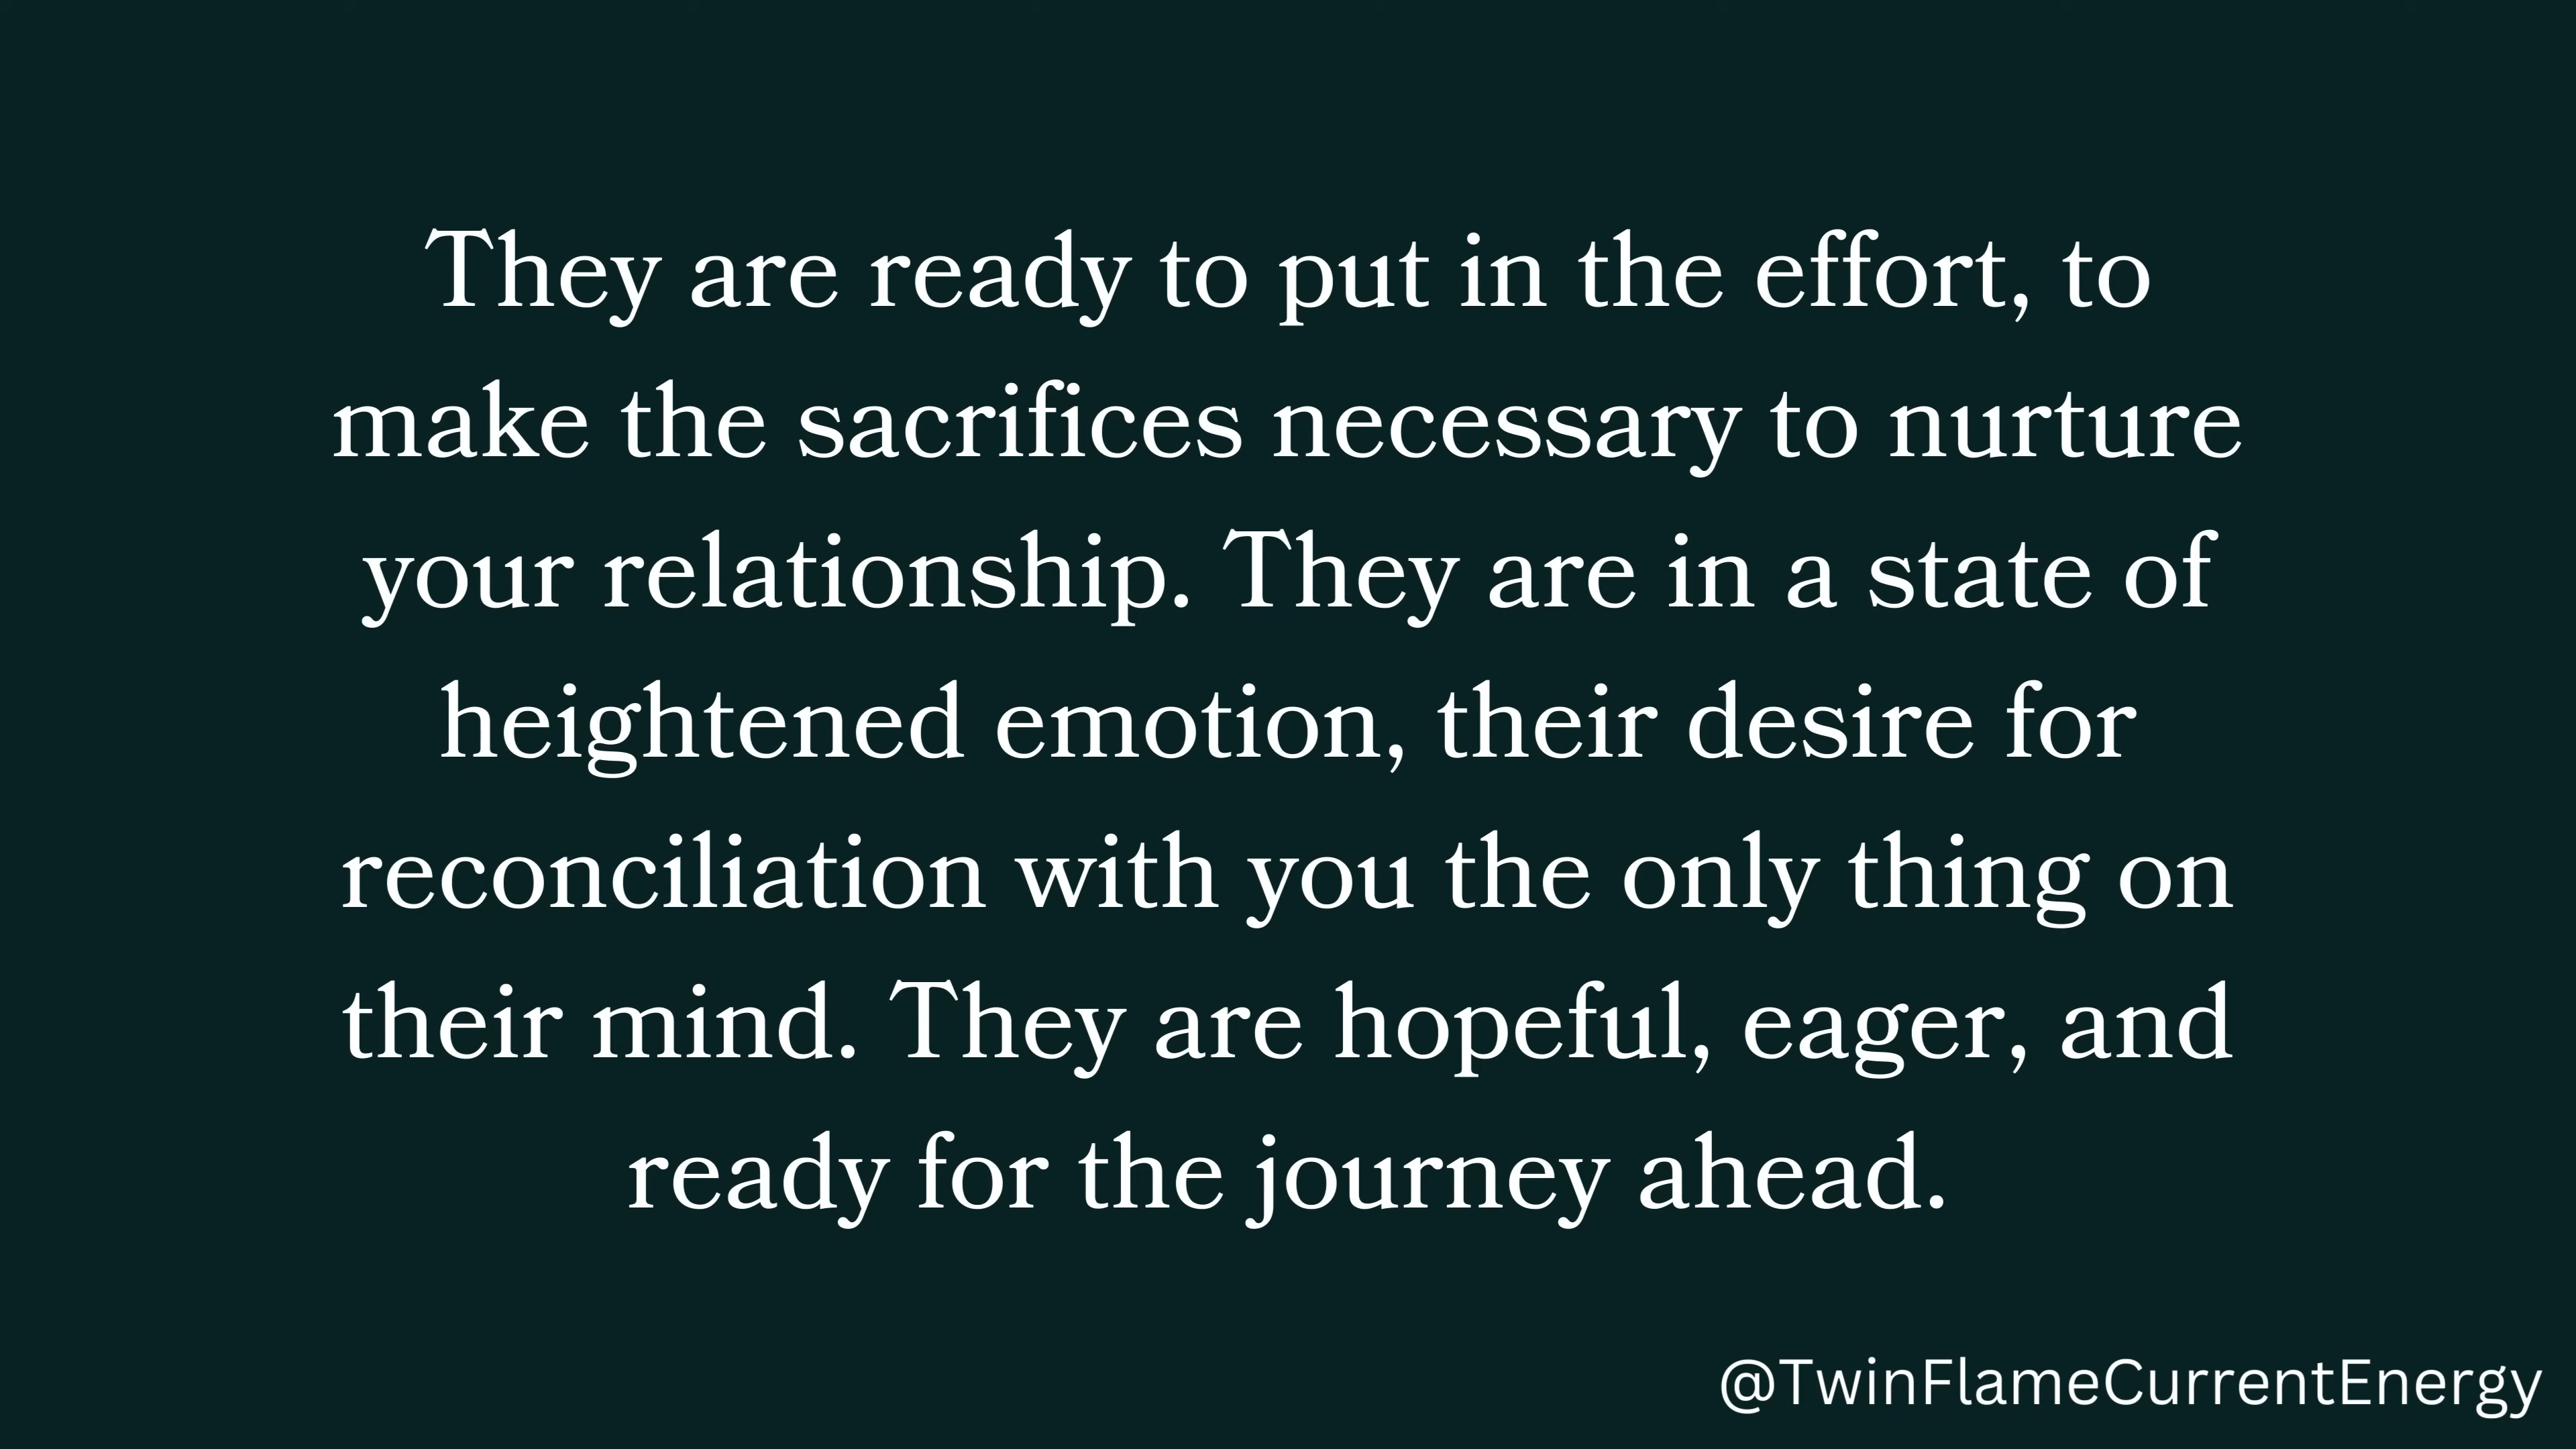 They are ready to put in the effort, to
make the sacrifices necessary to nurture
your relationship. They are in a state of
heightened emotion, their desire for
reconciliation with you the only thing on
their mind. They are hopeful, eager, and
ready for the journey ahead.
@TwinFlameCurrentEnergy